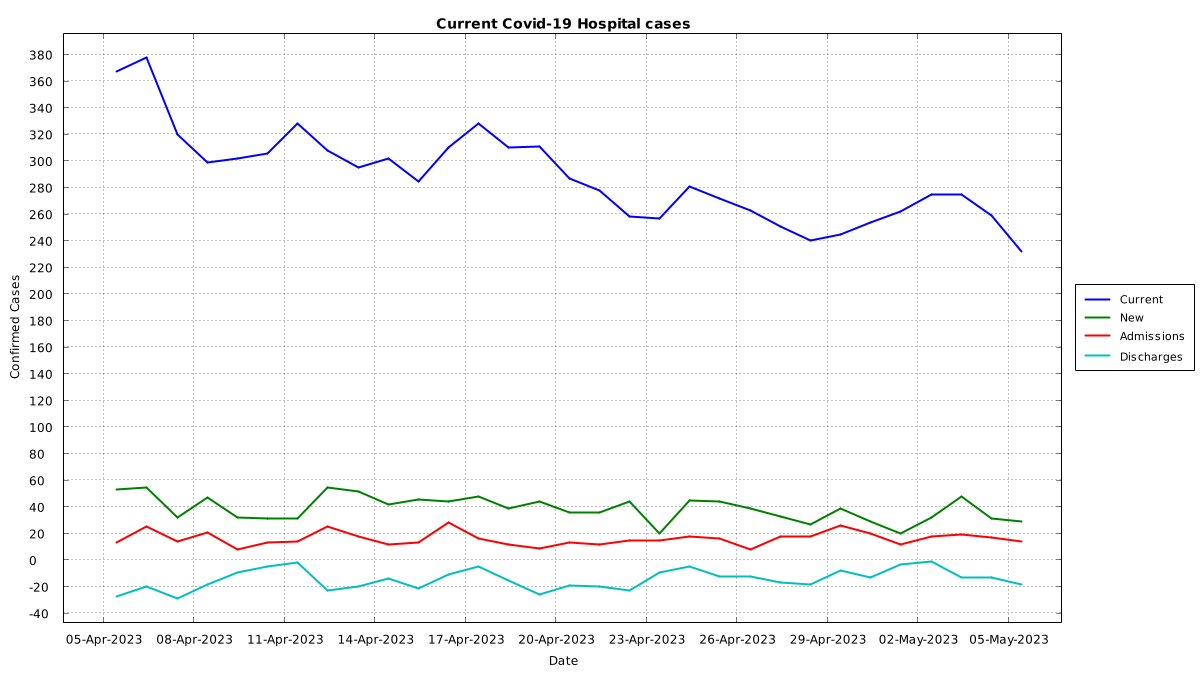 Current Covid-19 Hospital cases
380
360
340
320
300
280
260
240
220
200
180
160
140
120
100
80
60
40
20
0
-20
-40
Confirmed Cases
05-Apr-2023 08-Apr-2023 11-Apr-2023 14-Apr-2023 17-Apr-2023 20-Apr-2023 23-Apr-2023 26-Apr-2023 29-Apr-2023 02-May-2023 05-May-2023
Date
Current
New
Admissions
Discharges